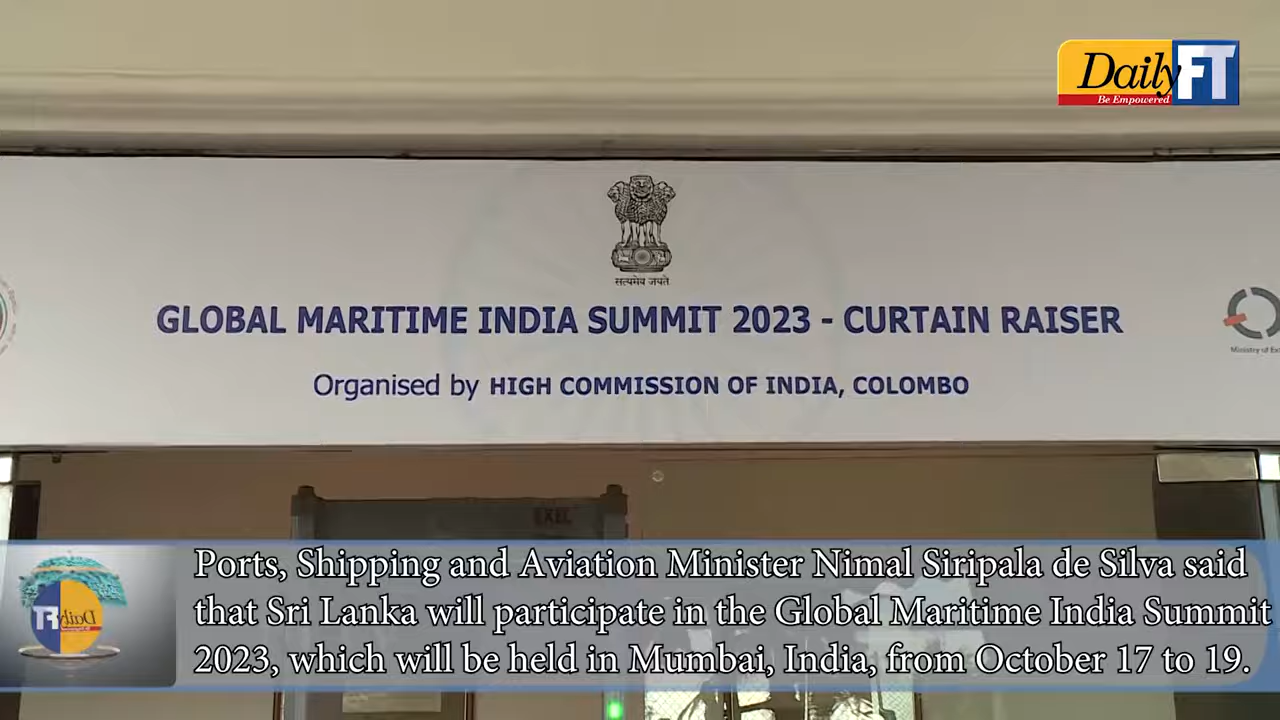 Daily FT
Be Empowered
सत्यमेव जयते
GLOBAL MARITIME INDIA SUMMIT 2023 - CURTAIN RAISER
Organised by HIGH COMMISSION OF INDIA, COLOMBO
Ministry of
Ports, Shipping and Aviation Minister Nimal Siripala de Silva said
that Sri Lanka will participate in the Global Maritime India Summit
2023, which will be held in Mumbai, India, from October 17 to 19.